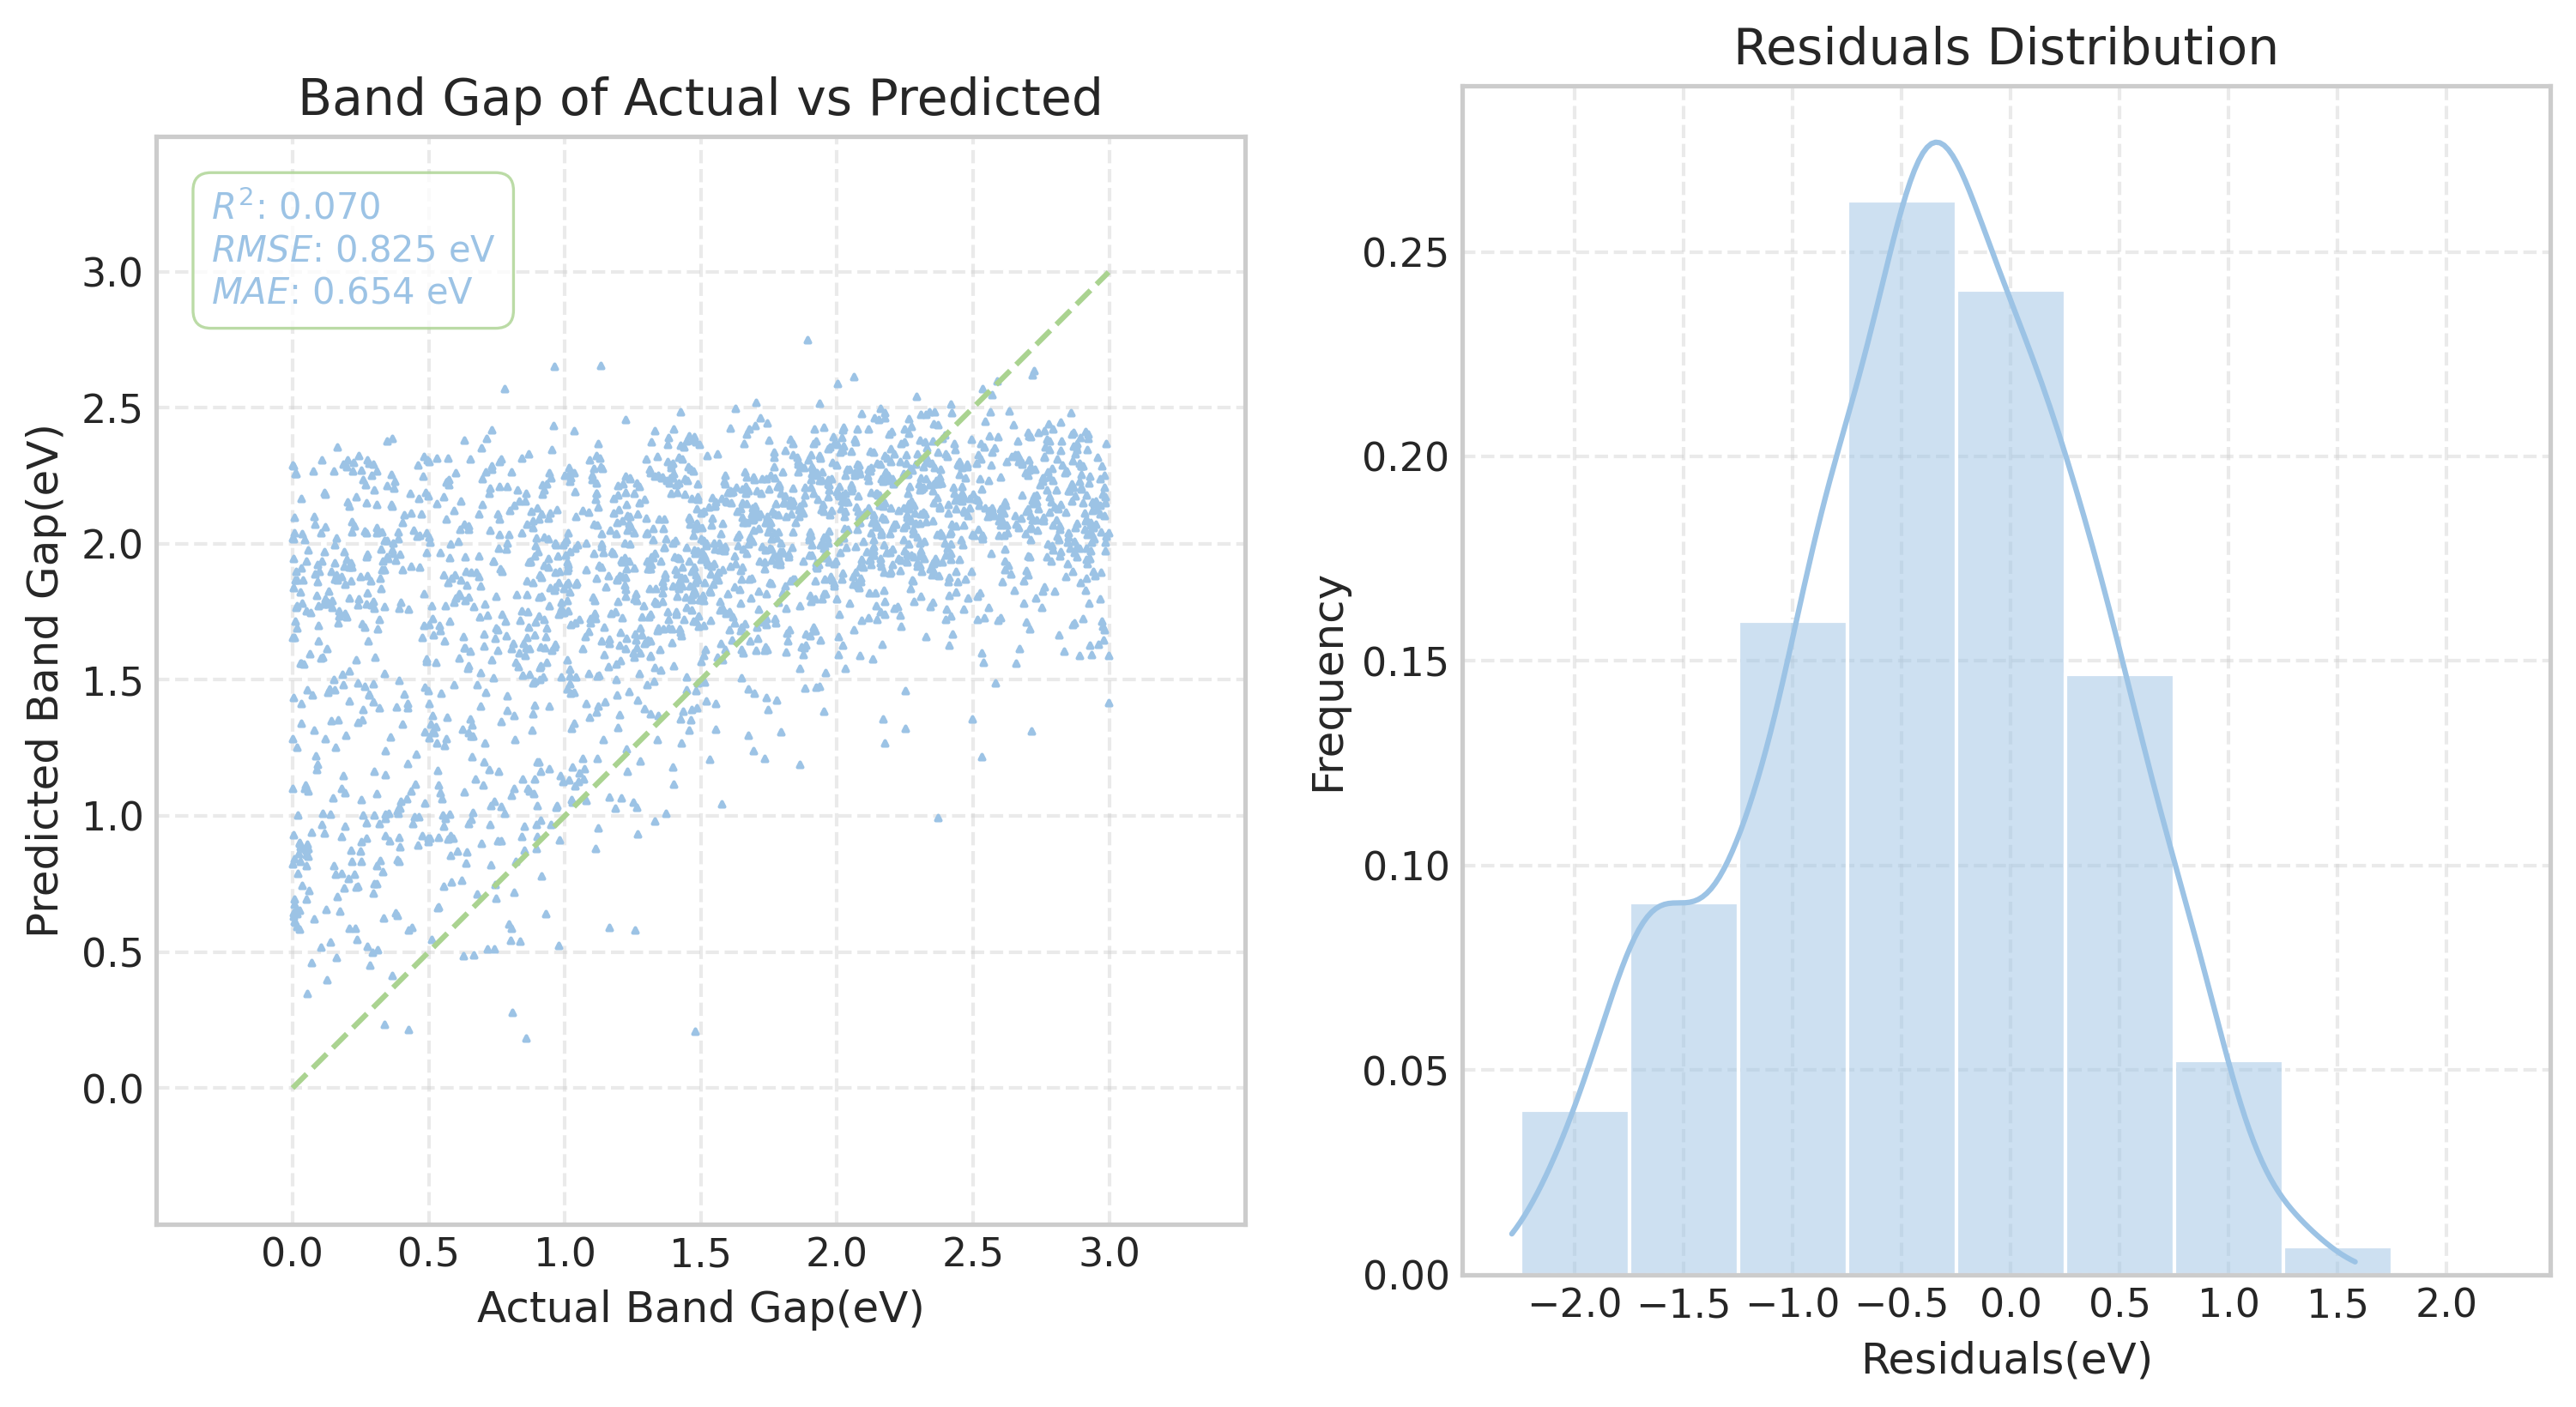 Band Gap of Actual vs Predicted
R²: 0.070
RMSE: 0.825 eV
MAE: 0.654 eV
Predicted Band Gap(eV)
3.0
2.5
2.0
1.5
1.0
0.5
0.0
0.0 0.5 1.0 1.5 2.0 2.5 3.0
Actual Band Gap(eV)
Residuals Distribution
Frequency
0.25
0.20
0.15
0.10
0.05
0.00
−2.0 −1.5 −1.0 −0.5 0.0 0.5 1.0 1.5 2.0
Residuals(eV)